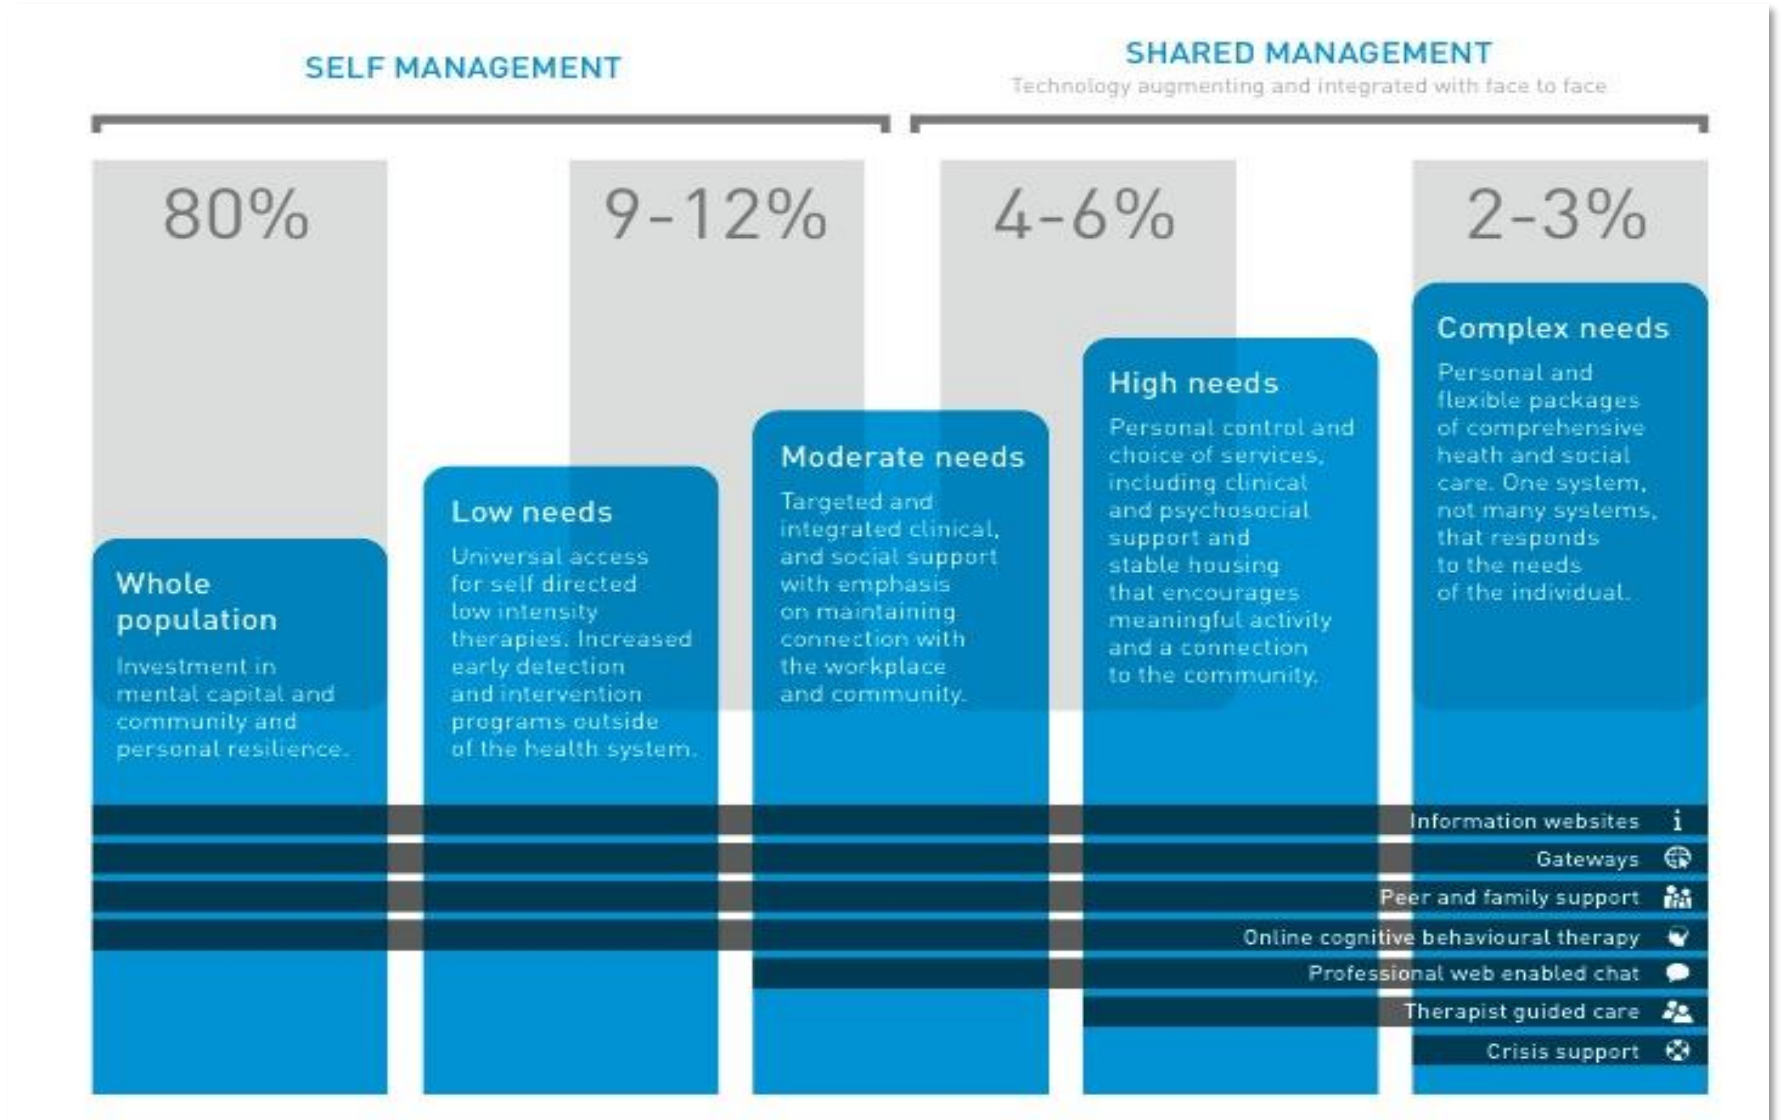 SELF MANAGEMENT
SHARED MANAGEMENT
Technology augmenting and integrated with face to face
80%
9-12%
4-6%
2-3%
Whole
population
Investment in
mental capital and
community and
personal resilience.
Low needs
Universal access
for self directed
low intensity
therapies. Increased
early detection
and intervention
programs outside
of the health system.
Moderate needs
Targeted and
integrated clinical,
and social support
with emphasis
on maintaining
connection with
the workplace
and community.
High needs
Personal control and
choice of services,
including clinical
and psychosocial
support and
stable housing
that encourages
meaningful activity
and a connection
to the community.
Complex needs
Personal and
flexible packages
of comprehensive
heath and social
care. One system,
not many systems,
that responds
to the needs
of the individual.
Information websites
Gateways
Peer and family support
Online cognitive behavioural therapy
Professional web enabled chat
Therapist guided care
Crisis support